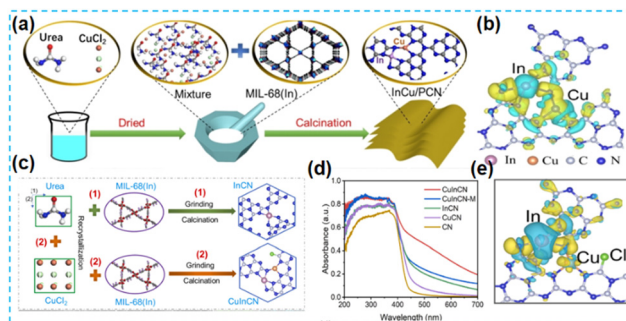 (a)
Urea
CuCl2
Mixture
MIL-68(In)
Cu
In
InCu/PCN
Dried
Calcination
(b)
In
Cu
In
Cu
C
N
(c)
Urea
(1)
MIL-68(In)
(1)
Grinding
Calcination
InCN
(1)
(2)
Recrystallization
(2)
CuCl2
(2)
MIL-68(In)
(2)
Grinding
Calcination
CuInCN
(d)
Absorbance (a.u.)
CuInCN
CuInCN-M
InCN
CuCN
CN
200 300 400 500 600 700
Wavelength (nm)
(e)
In
Cu
Cl